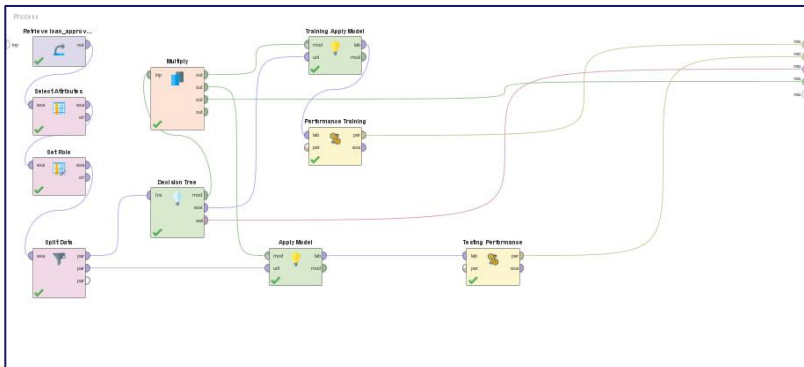 Process
Retrieve loan_approv...
inp
out
Select Attributes
exa
exa
ori
Set Role
exa
exa
ori
Split Data
exa
par
par
par
Multiply
inp
out
out
out
out
Decision Tree
tra
mod
exa
wei
Training Apply Model
mod
lab
unl
mod
Performance Training
lab
per
per
exa
Apply Model
mod
lab
unl
mod
Testing Performance
lab
per
per
exa
res
res
res
res
res